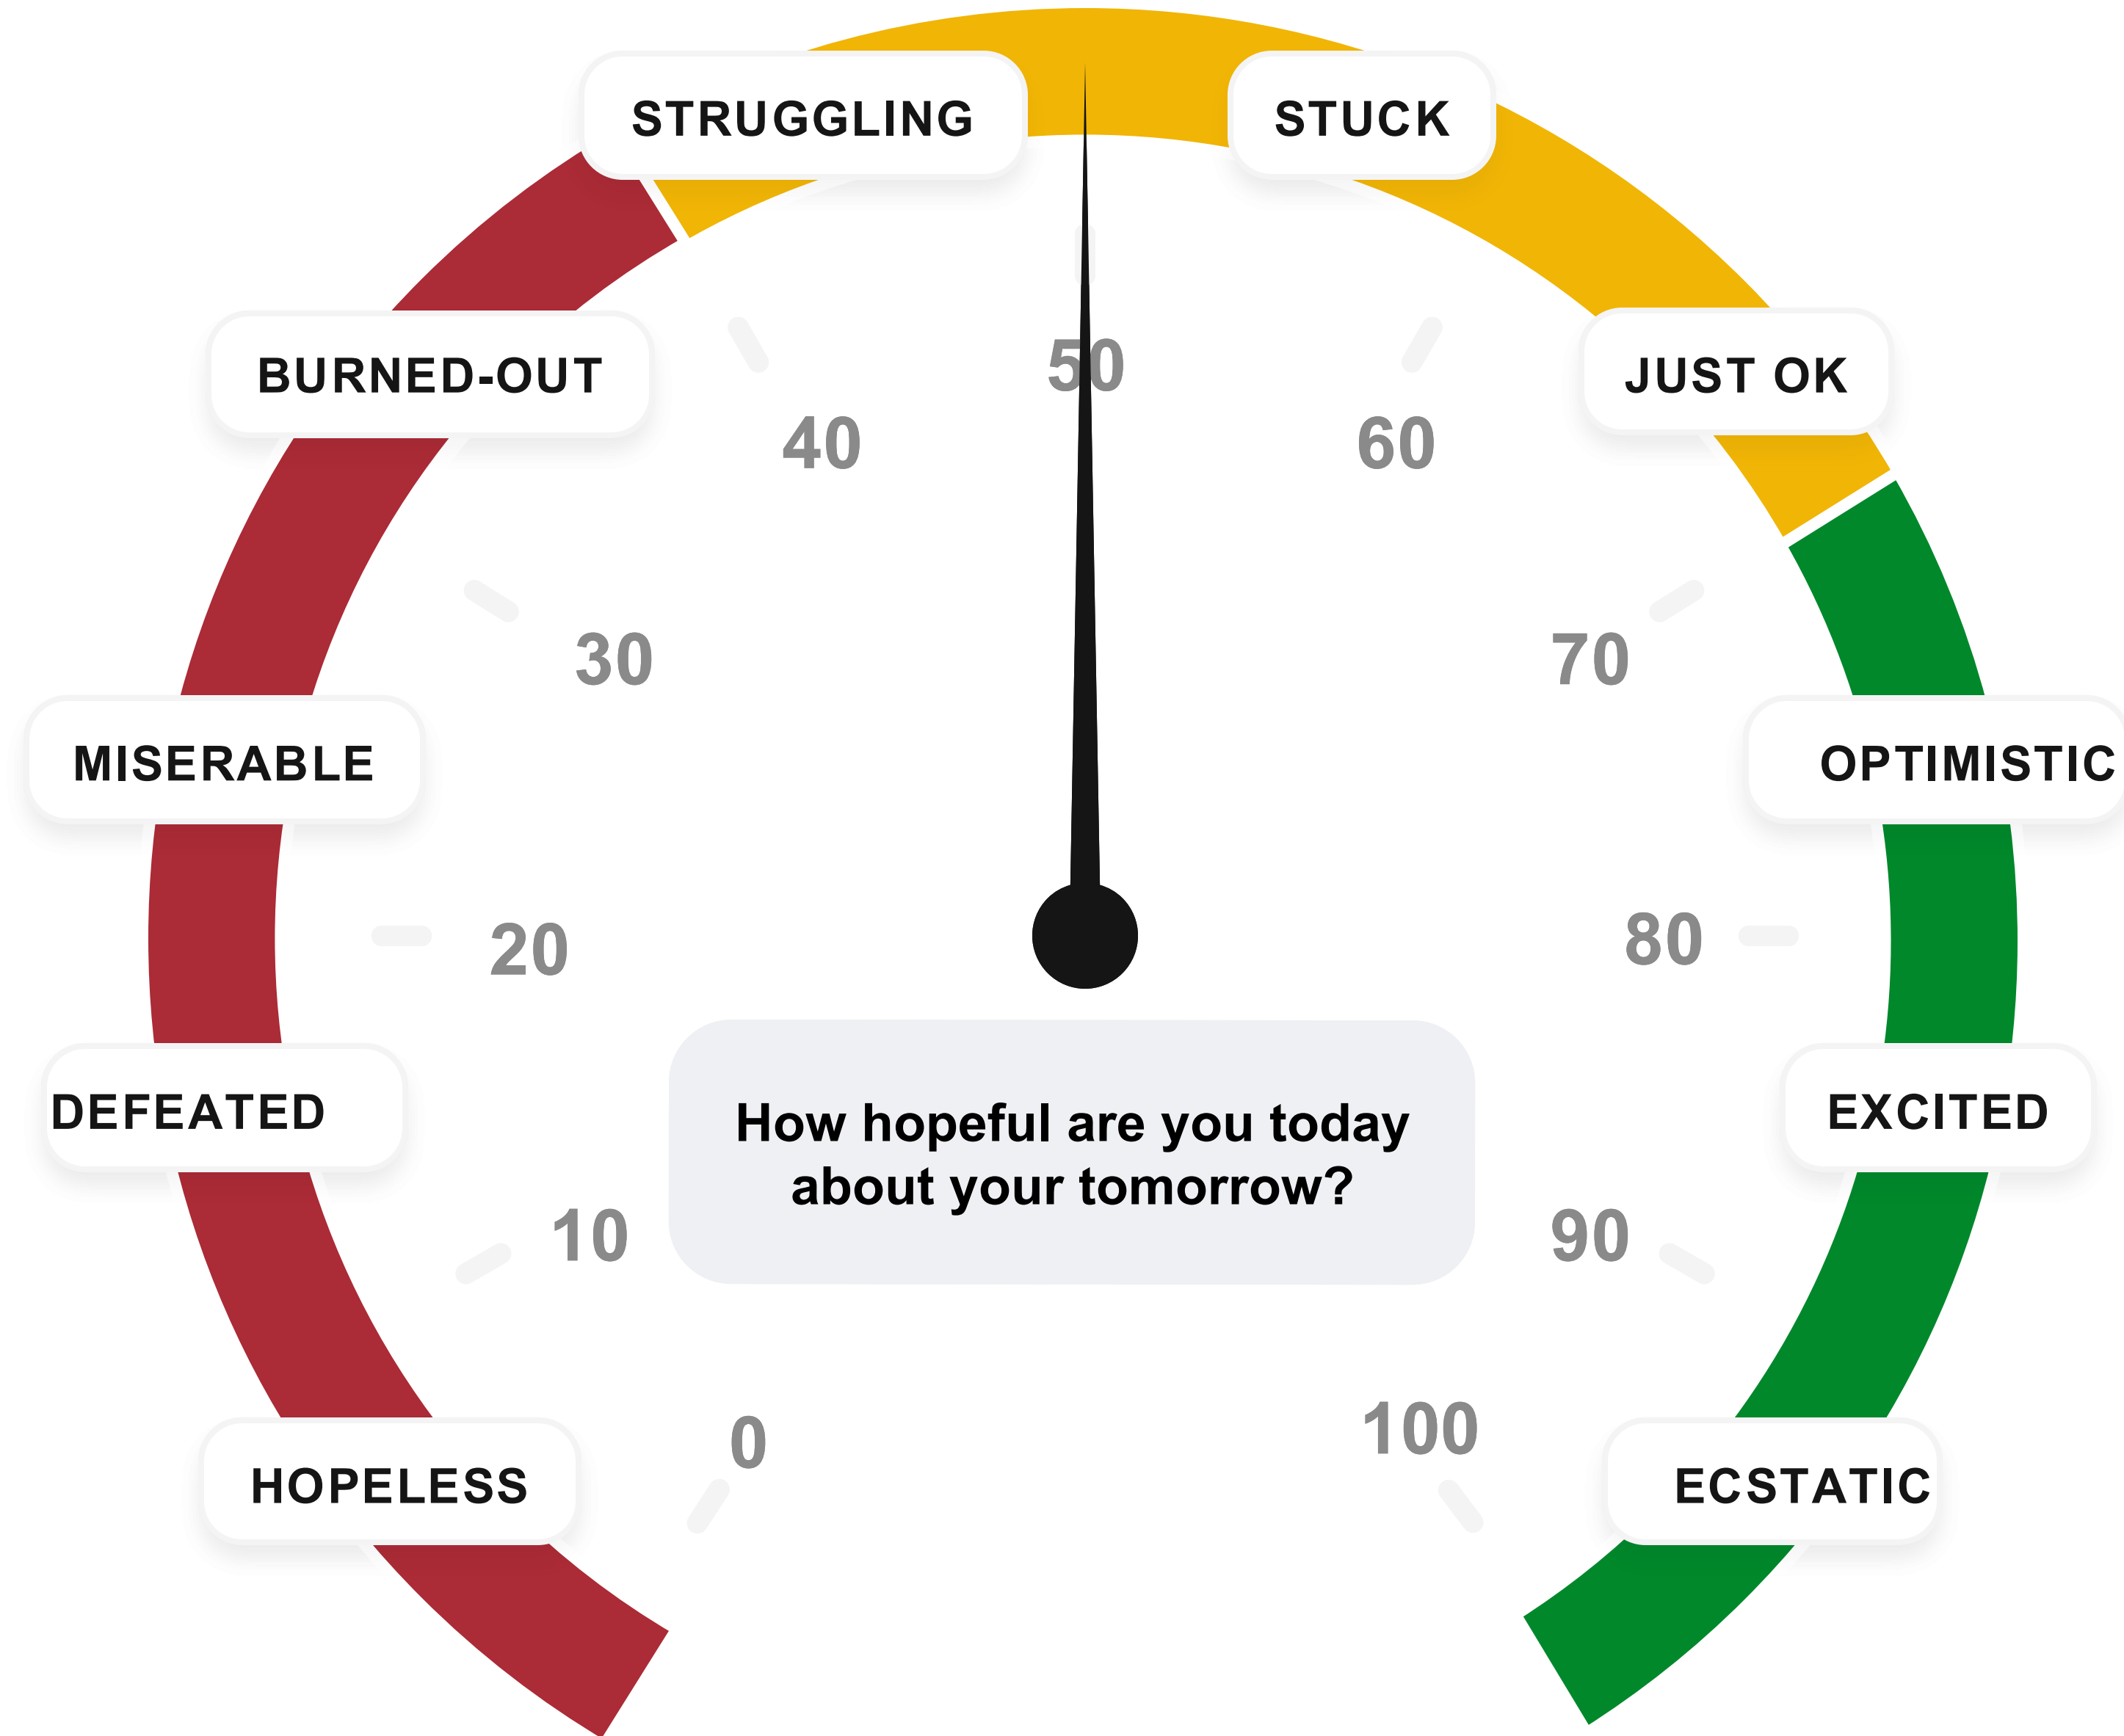 STRUGGLING
STUCK
BURNED-OUT
JUST OK
50
40
60
30
70
MISERABLE
OPTIMISTIC
20
80
DEFEATED
EXCITED
How hopeful are you today
about your tomorrow?
10
90
0
100
HOPELESS
ECSTATIC